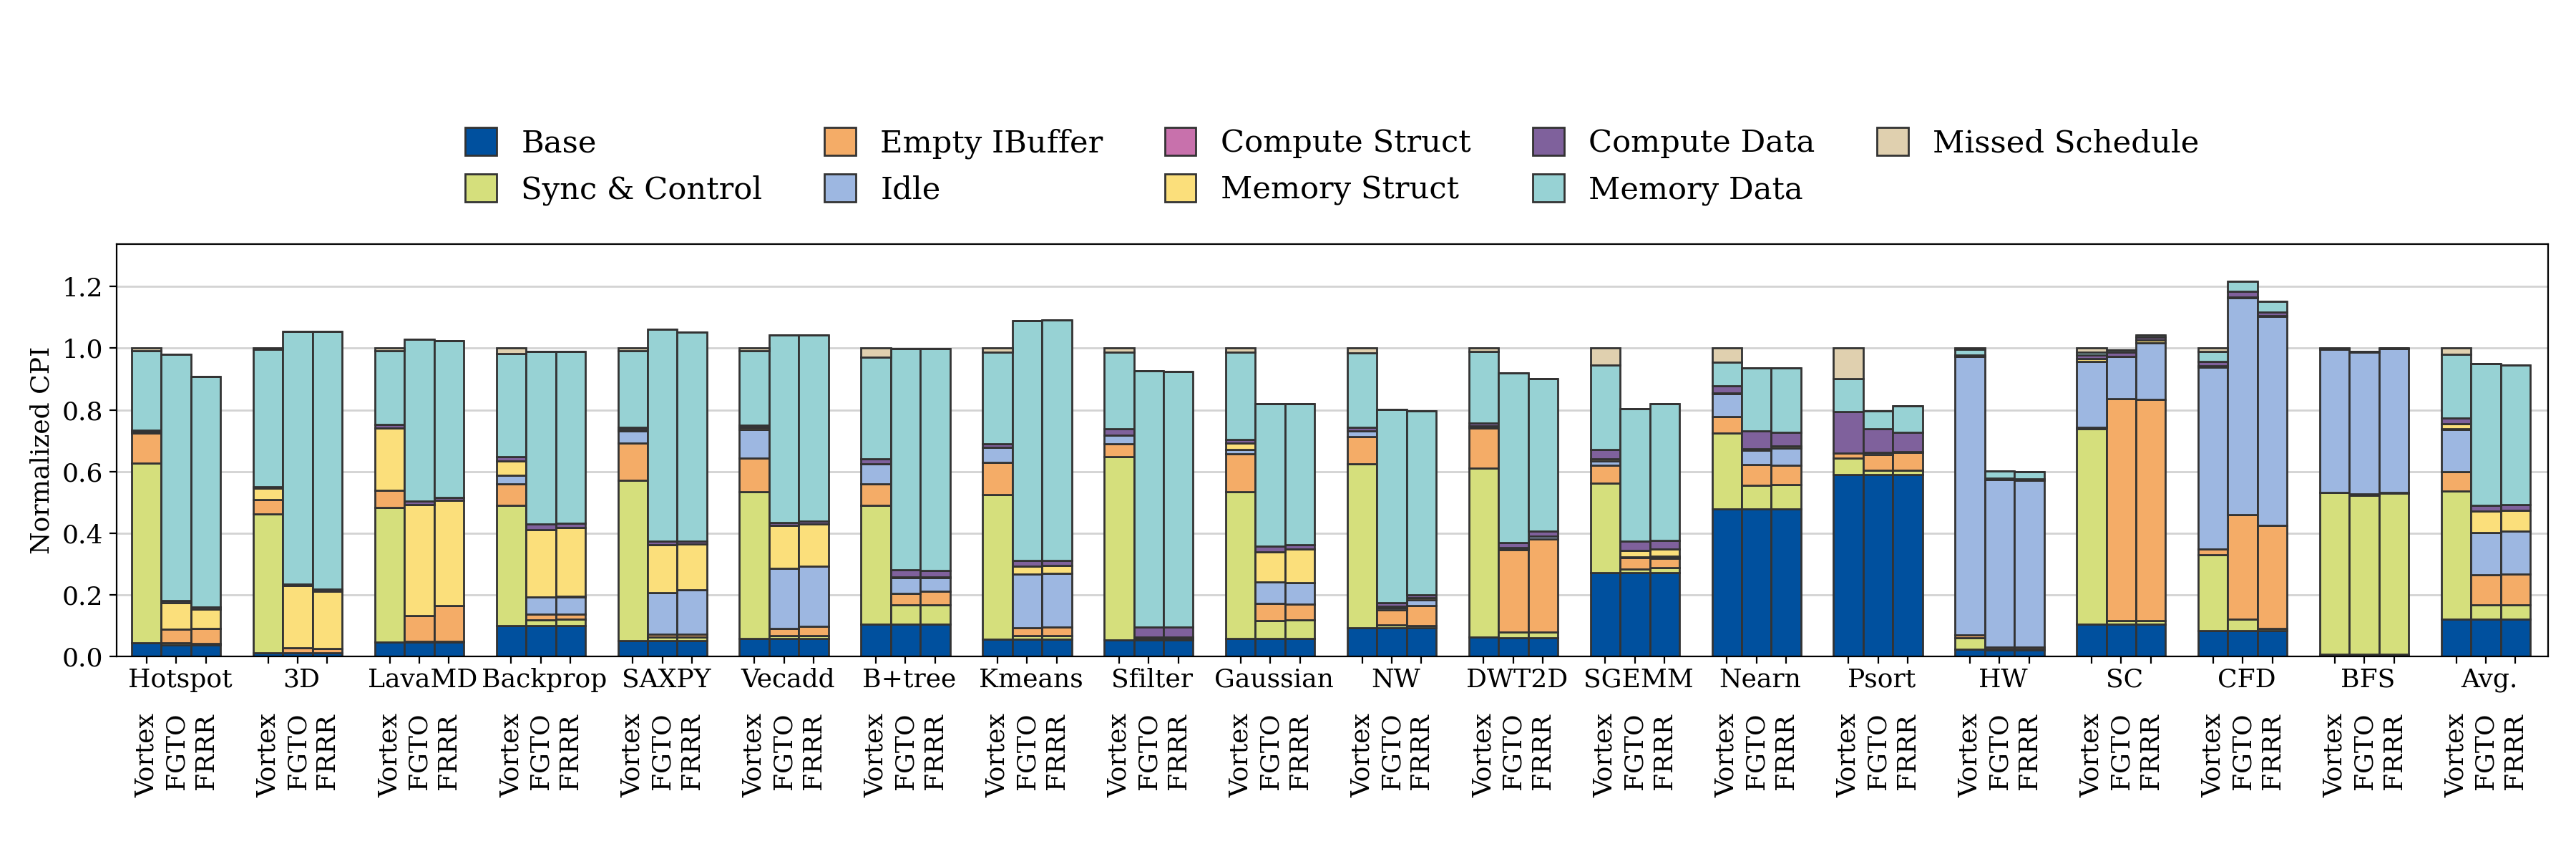 Base Empty IBuffer Compute Struct Compute Data Missed Schedule
Sync & Control Idle Memory Struct Memory Data
Normalized CPI
1.2
1.0
0.8
0.6
0.4
0.2
0.0
Hotspot 3D LavaMD Backprop SAXPY Vecadd B+tree Kmeans Sfilter Gaussian NW DWT2D SGEMM Nearn Psort HW SC CFD BFS Avg.
Vortex FGTO FRRR Vortex FGTO FRRR Vortex FGTO FRRR Vortex FGTO FRRR Vortex FGTO FRRR Vortex FGTO FRRR Vortex FGTO FRRR Vortex FGTO FRRR Vortex FGTO FRRR Vortex FGTO FRRR Vortex FGTO FRRR Vortex FGTO FRRR Vortex FGTO FRRR Vortex FGTO FRRR Vortex FGTO FRRR Vortex FGTO FRRR Vortex FGTO FRRR Vortex FGTO FRRR Vortex FGTO FRRR Vortex FGTO FRRR